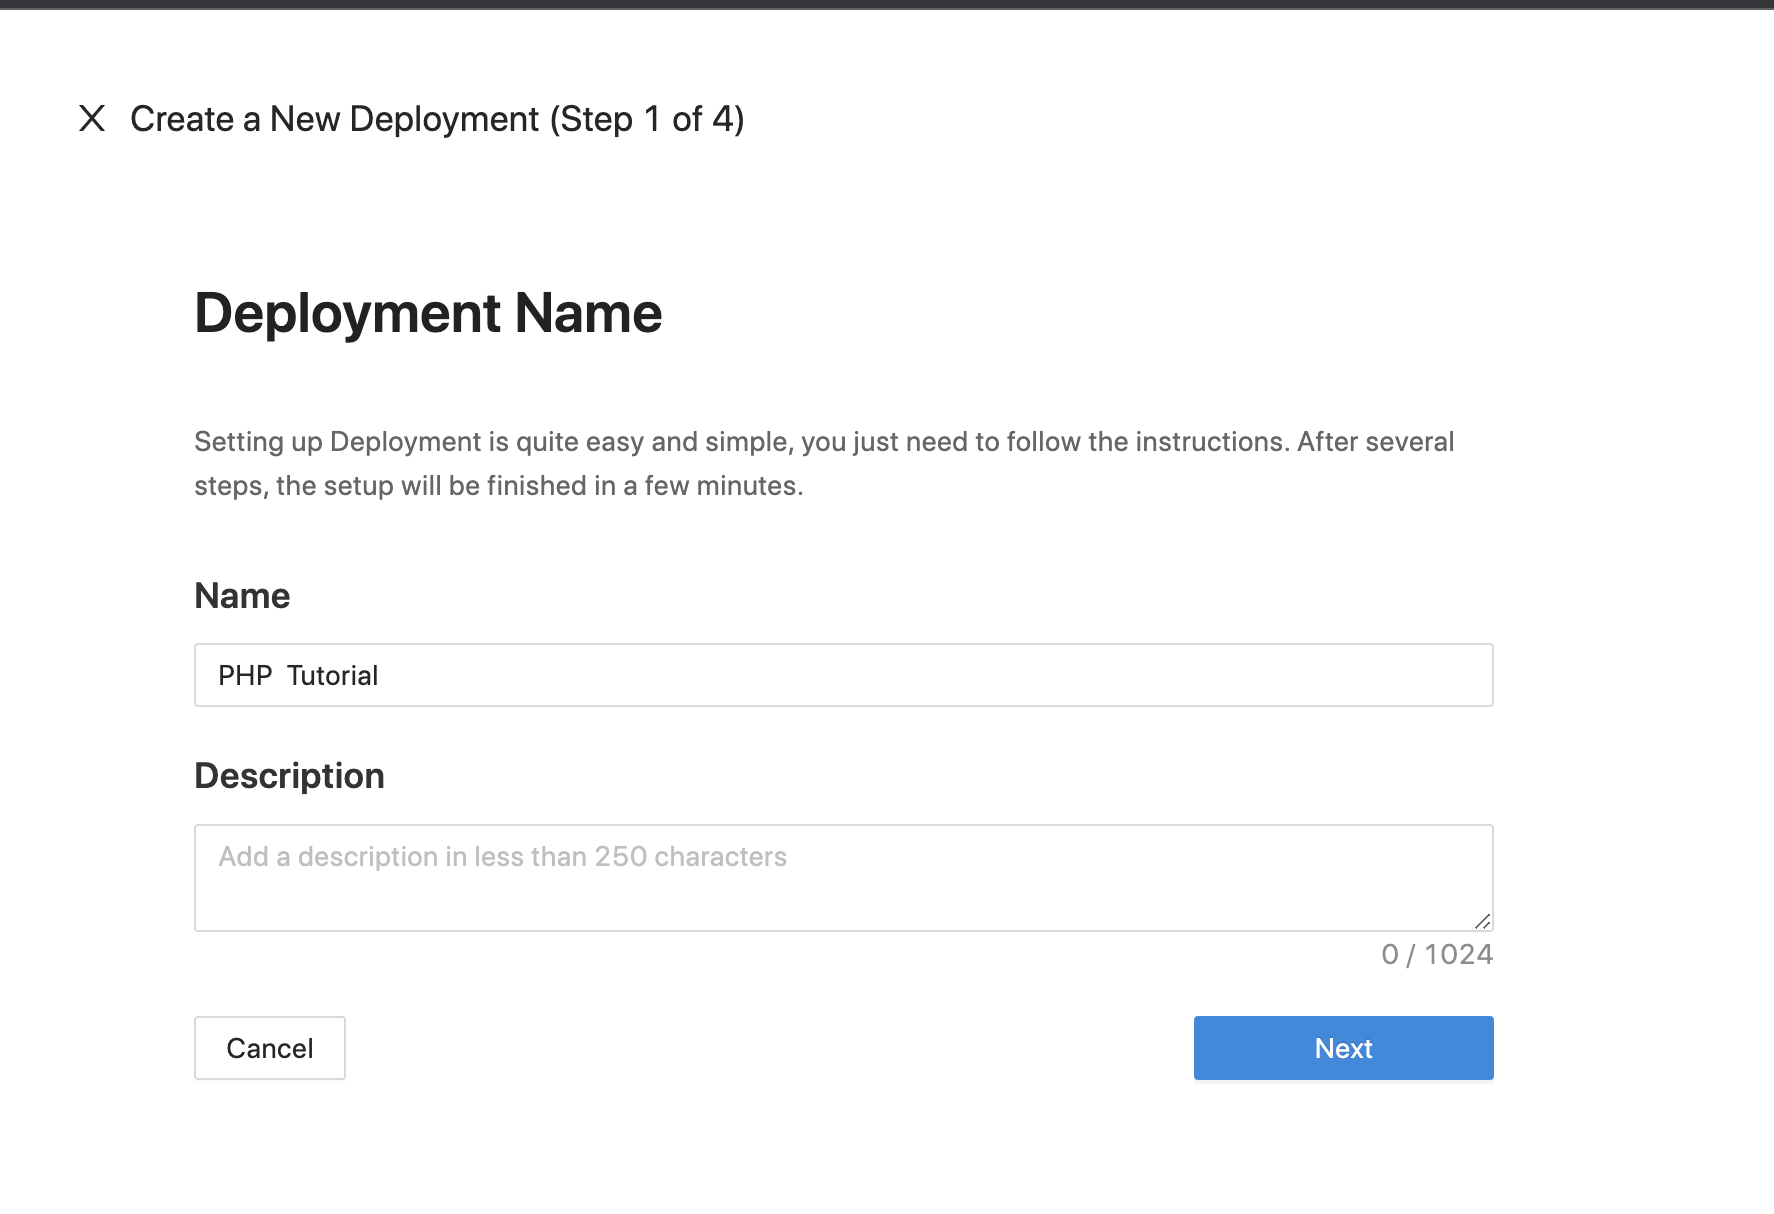 X Create a New Deployment (Step 1 of 4)
Deployment Name
Setting up Deployment is quite easy and simple, you just need to follow the instructions. After several
steps, the setup will be finished in a few minutes.
Name
PHP  Tutorial
Description
Add a description in less than 250 characters
0 / 1024
Cancel
Next